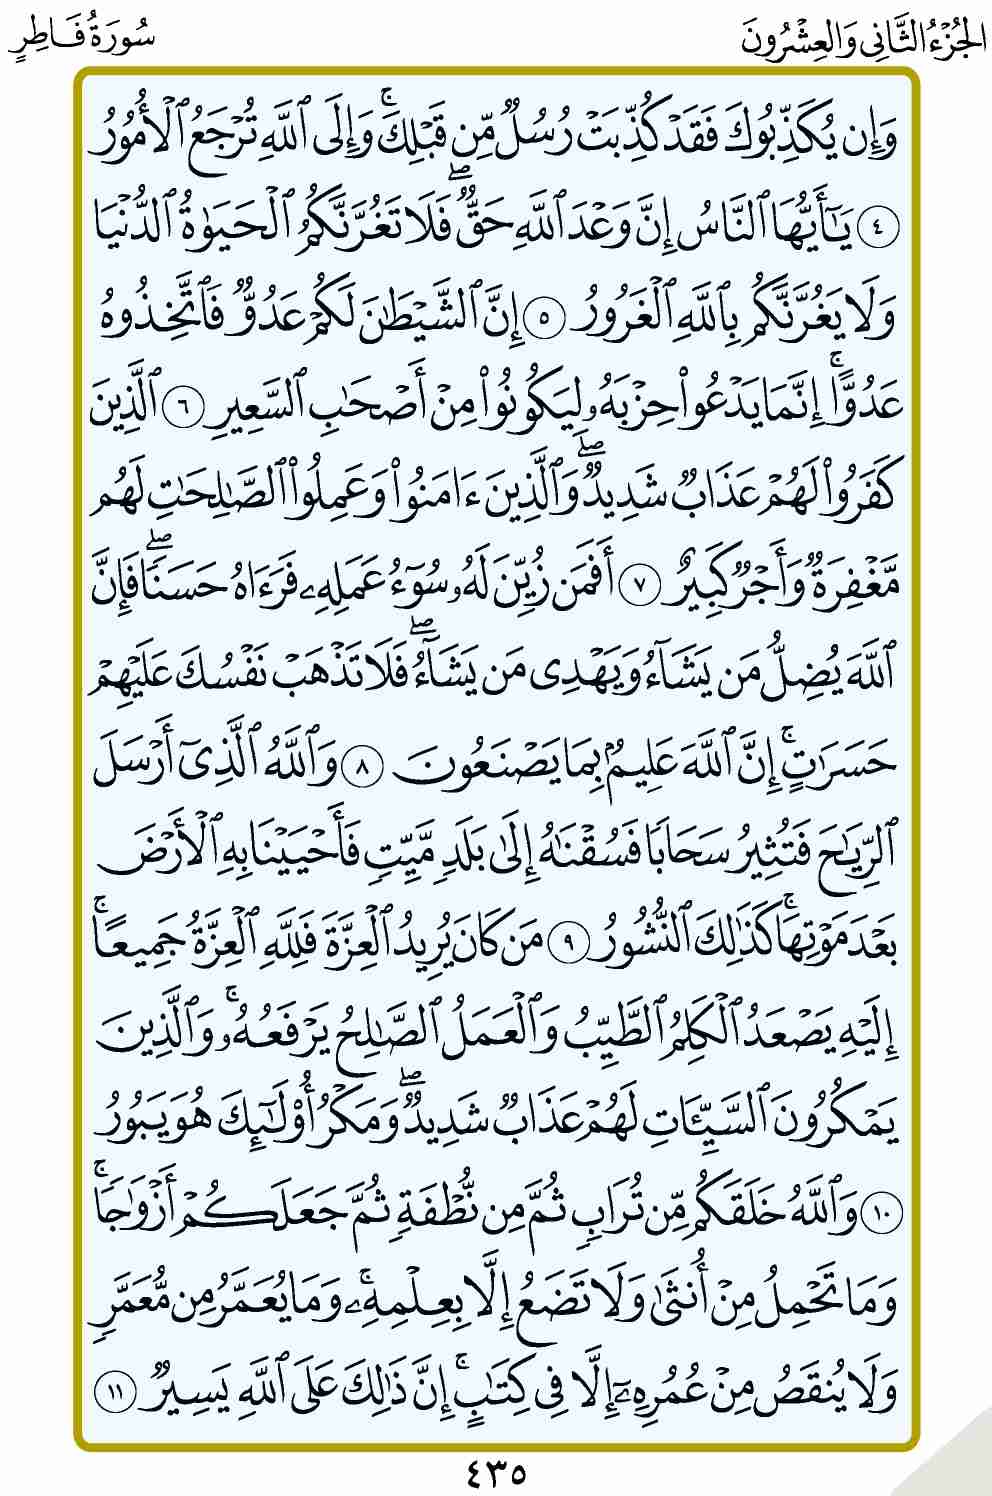 الجُزْءُ الثَّانِي وَالعِشْرُونَ
سُورَةُ فَاطِرٍ
وَإِن يُكَذِّبُوكَ فَقَدْ كُذِّبَتْ رُسُلٌ مِّن قَبْلِكَۚ وَإِلَى ٱللَّهِ تُرْجَعُ ٱلْأُمُورُ
٤ يَٰٓأَيُّهَا ٱلنَّاسُ إِنَّ وَعْدَ ٱللَّهِ حَقٌّۖ فَلَا تَغُرَّنَّكُمُ ٱلْحَيَوٰةُ ٱلدُّنْيَا
وَلَا يَغُرَّنَّكُم بِٱللَّهِ ٱلْغَرُورُ ٥ إِنَّ ٱلشَّيْطَٰنَ لَكُمْ عَدُوٌّ فَٱتَّخِذُوهُ
عَدُوًّاۚ إِنَّمَا يَدْعُوا۟ حِزْبَهُۥ لِيَكُونُوا۟ مِنْ أَصْحَٰبِ ٱلسَّعِيرِ ٦ ٱلَّذِينَ
كَفَرُوا۟ لَهُمْ عَذَابٌ شَدِيدٌۖ وَٱلَّذِينَ ءَامَنُوا۟ وَعَمِلُوا۟ ٱلصَّٰلِحَٰتِ لَهُم
مَّغْفِرَةٌ وَأَجْرٌ كَبِيرٌ ٧ أَفَمَن زُيِّنَ لَهُۥ سُوٓءُ عَمَلِهِۦ فَرَءَاهُ حَسَنًاۖ فَإِنَّ
ٱللَّهَ يُضِلُّ مَن يَشَآءُ وَيَهْدِى مَن يَشَآءُۖ فَلَا تَذْهَبْ نَفْسُكَ عَلَيْهِمْ
حَسَرَٰتٍۚ إِنَّ ٱللَّهَ عَلِيمٌۢ بِمَا يَصْنَعُونَ ٨ وَٱللَّهُ ٱلَّذِىٓ أَرْسَلَ
ٱلرِّيَٰحَ فَتُثِيرُ سَحَابًا فَسُقْنَٰهُ إِلَىٰ بَلَدٍ مَّيِّتٍ فَأَحْيَيْنَا بِهِ ٱلْأَرْضَ
بَعْدَ مَوْتِهَاۚ كَذَٰلِكَ ٱلنُّشُورُ ٩ مَن كَانَ يُرِيدُ ٱلْعِزَّةَ فَلِلَّهِ ٱلْعِزَّةُ جَمِيعًاۚ
إِلَيْهِ يَصْعَدُ ٱلْكَلِمُ ٱلطَّيِّبُ وَٱلْعَمَلُ ٱلصَّٰلِحُ يَرْفَعُهُۥۚ وَٱلَّذِينَ
يَمْكُرُونَ ٱلسَّيِّـَٔاتِ لَهُمْ عَذَابٌ شَدِيدٌۖ وَمَكْرُ أُو۟لَٰٓئِكَ هُوَ يَبُورُ
١٠ وَٱللَّهُ خَلَقَكُم مِّن تُرَابٍ ثُمَّ مِن نُّطْفَةٍ ثُمَّ جَعَلَكُمْ أَزْوَٰجًاۚ
وَمَا تَحْمِلُ مِنْ أُنثَىٰ وَلَا تَضَعُ إِلَّا بِعِلْمِهِۦۚ وَمَا يُعَمَّرُ مِن مُّعَمَّرٍ
وَلَا يُنقَصُ مِنْ عُمُرِهِۦٓ إِلَّا فِى كِتَٰبٍۚ إِنَّ ذَٰلِكَ عَلَى ٱللَّهِ يَسِيرٌ ١١
٤٣٥